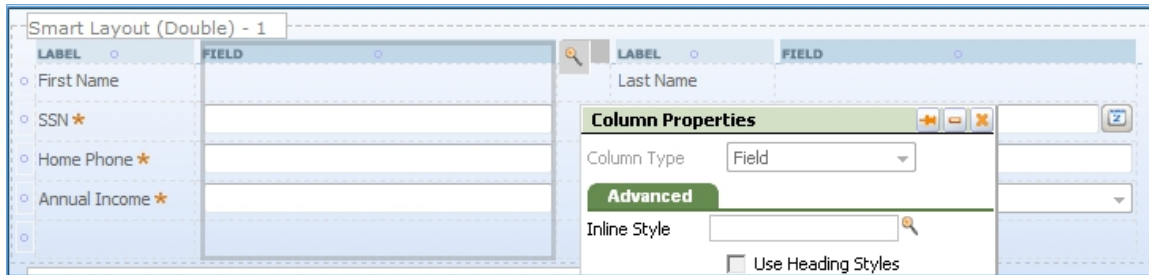 Smart Layout (Double) - 1
LABEL FIELD LABEL FIELD
First Name Last Name
SSN *
Column Properties
Home Phone *
Column Type Field
Annual Income *
Advanced
Inline Style
Use Heading Styles